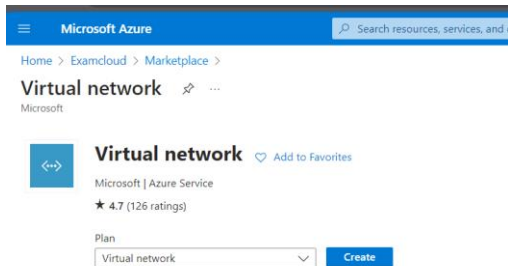 Microsoft Azure
Search resources, services, and
Home > Examcloud > Marketplace >
Virtual network ...
Microsoft
Virtual network Add to Favorites
Microsoft | Azure Service
★ 4.7 (126 ratings)
Plan
Virtual network Create